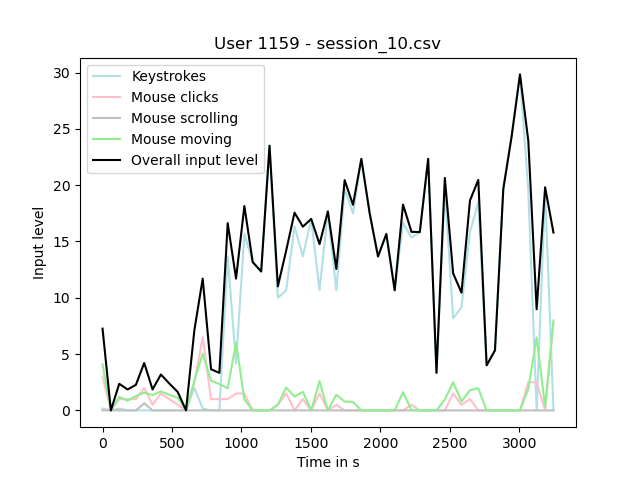 User 1159 - session_10.csv
Keystrokes
Mouse clicks
Mouse scrolling
Mouse moving
Overall input level
Input level
30
25
20
15
10
5
0
0 500 1000 1500 2000 2500 3000
Time in s